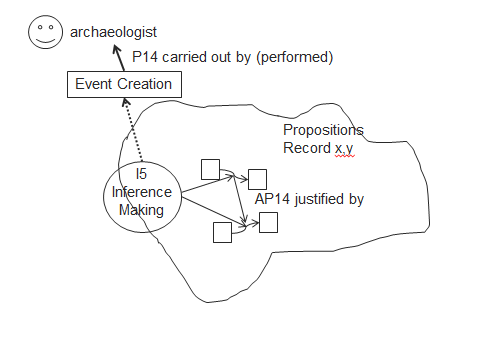 archaeologist
P14 carried out by (performed)
Event Creation
Propositions
Record x,y
I5
Inference
Making
AP14 justified by